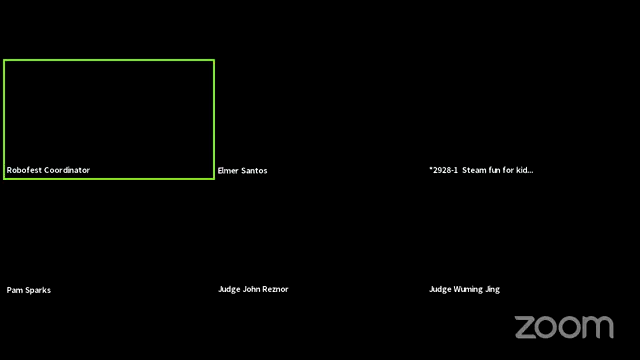 Robofest Coordinator
Elmer Santos
*2928-1 Steam fun for kid...
Pam Sparks
Judge John Reznor
Judge Wuming Jing
zoom